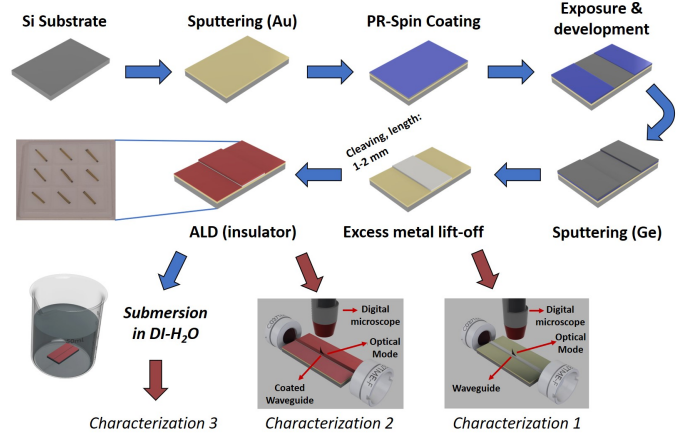 Si Substrate
Sputtering (Au)
PR-Spin Coating
Exposure &
development
Cleaving, length:
1-2 mm
ALD (insulator)
Excess metal lift-off
Sputtering (Ge)
Submersion
in DI-H2O
Digital
microscope
Optical
Mode
Coated
Waveguide
Digital
microscope
Optical
Mode
Waveguide
Characterization 3
Characterization 2
Characterization 1